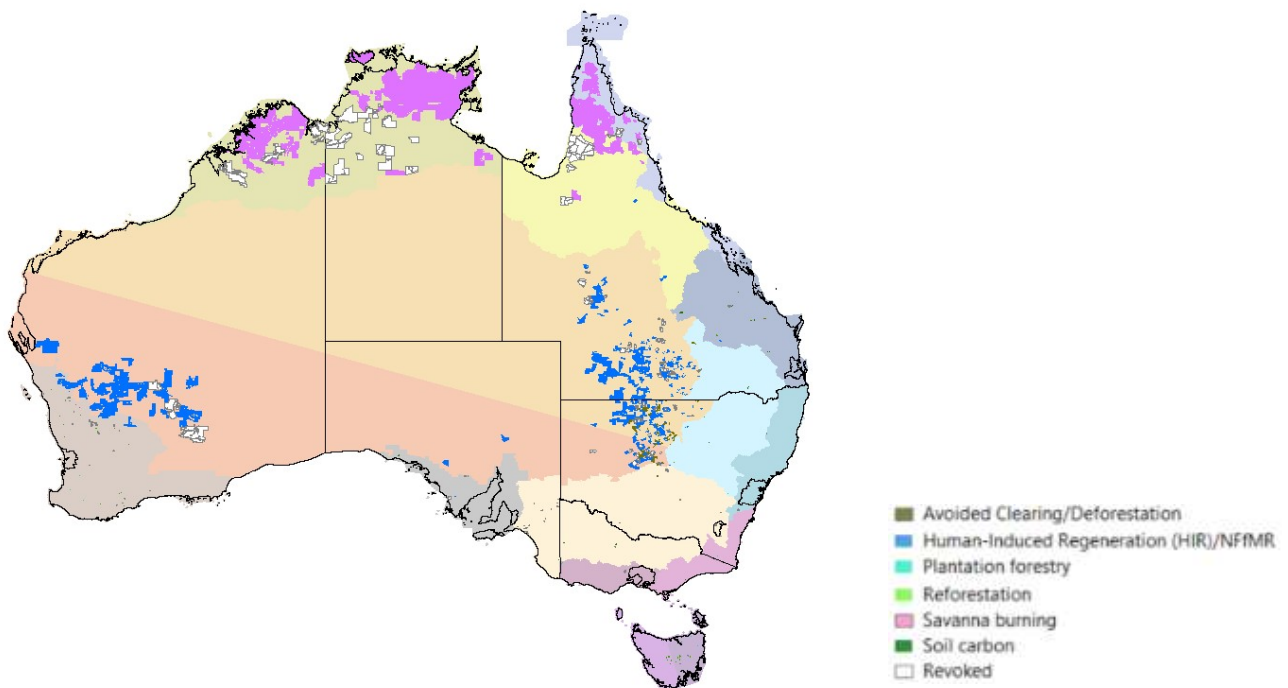 Avoided Clearing/Deforestation
Human-Induced Regeneration (HIR)/NFfMR
Plantation forestry
Reforestation
Savanna burning
Soil carbon
Revoked